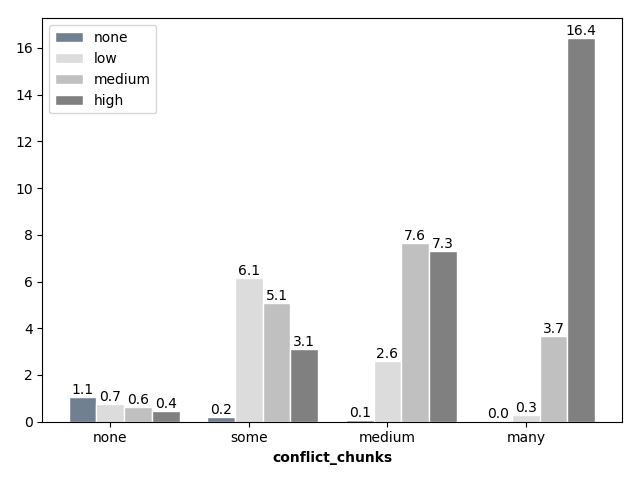 none
low
medium
high
16
14
12
10
8
6
4
2
0
1.1 0.7 0.6 0.4
0.2 6.1 5.1 3.1
0.1 2.6 7.6 7.3
0.0 0.3 3.7 16.4
none some medium many
conflict_chunks